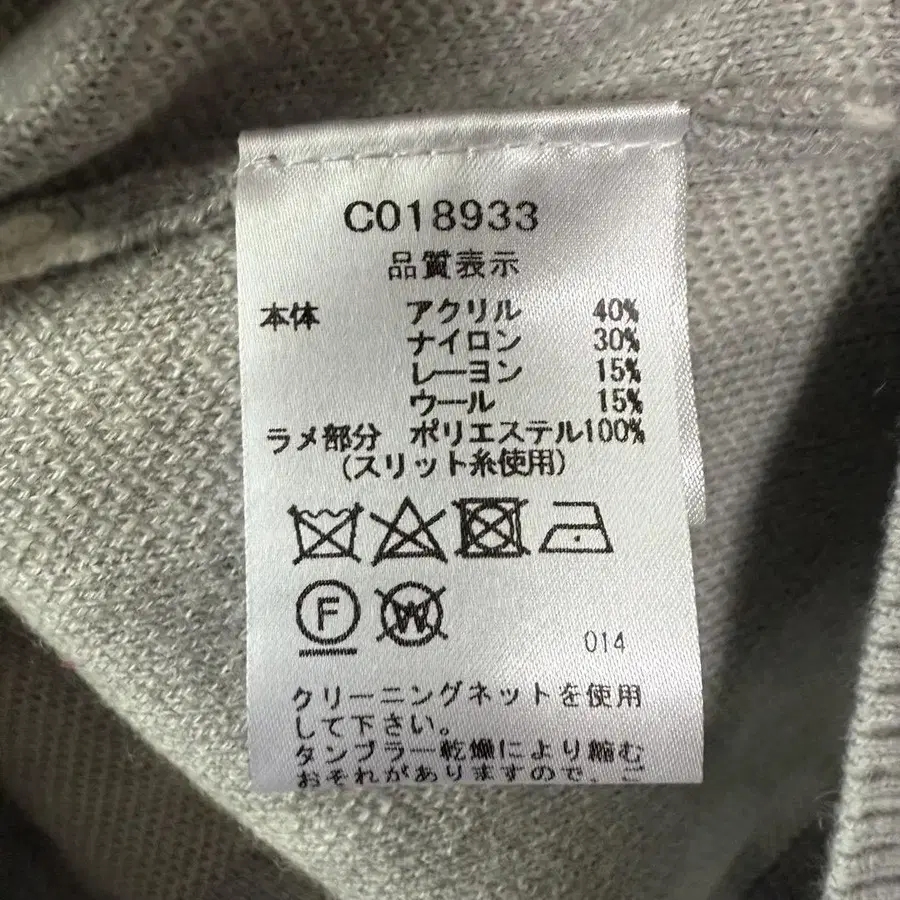 C018933
品質表示
本体 アクリル 40%
ナイロン 30%
レーヨン 15%
ウール 15%
ラメ部分 ポリエステル100%
(スリット糸使用)
F W
014
クリーニングネットを使用
して下さい。
タンブラー乾燥により縮む
おそれがありますので、ご